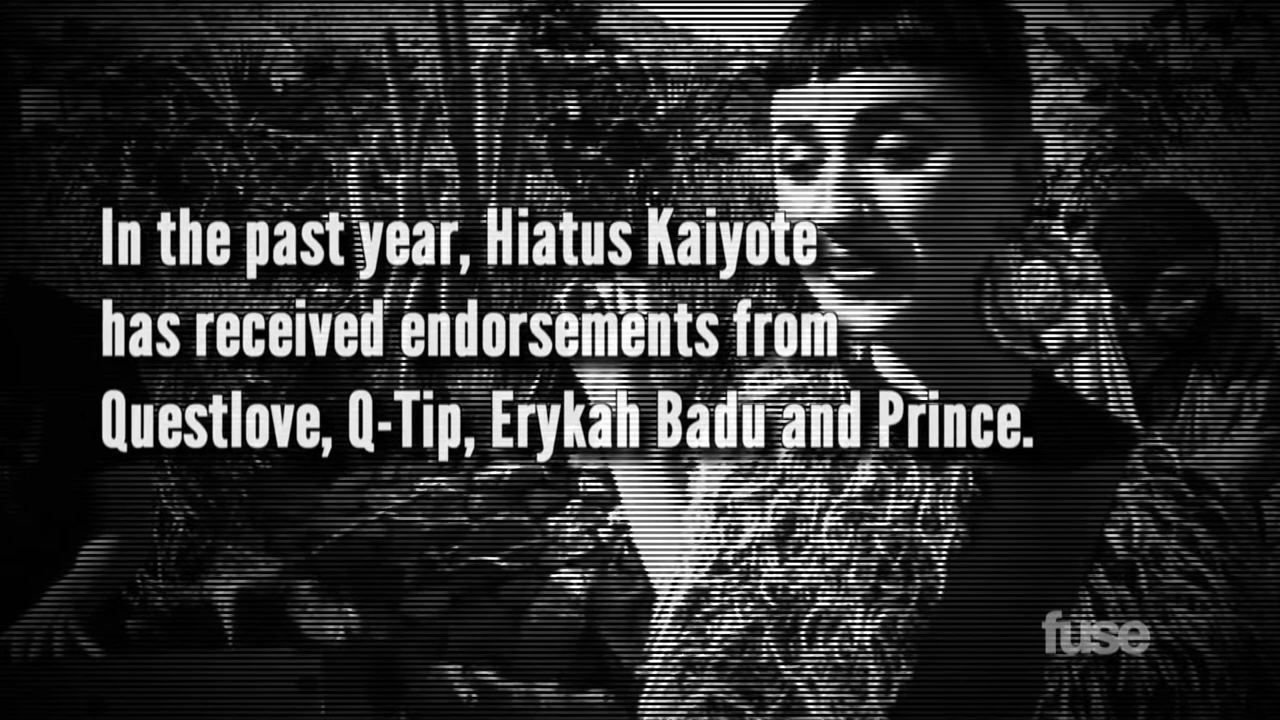 In the past year, Hiatus Kaiyote
has received endorsements from
Questlove, Q-Tip, Erykah Badu and Prince.
fuse